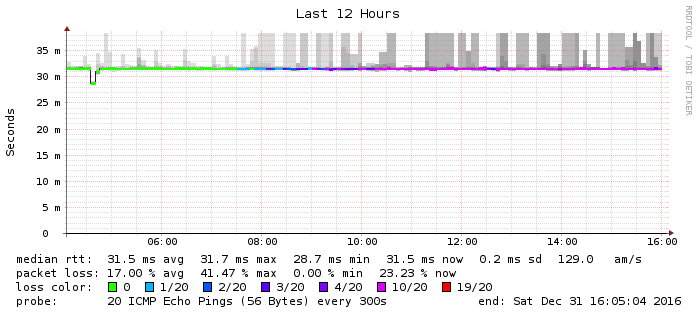 Last 12 Hours
RRDTOOL / TOBI OETIKER
Seconds
35 m
30 m
25 m
20 m
15 m
10 m
5 m
0
06:00 08:00 10:00 12:00 14:00 16:00
median rtt: 31.5 ms avg 31.7 ms max 28.7 ms min 31.5 ms now 0.2 ms sd 129.0 am/s
packet loss: 17.00 % avg 41.47 % max 0.00 % min 23.23 % now
loss color: 0 1/20 2/20 3/20 4/20 10/20 19/20
probe: 20 ICMP Echo Pings (56 Bytes) every 300s end: Sat Dec 31 16:05:04 2016